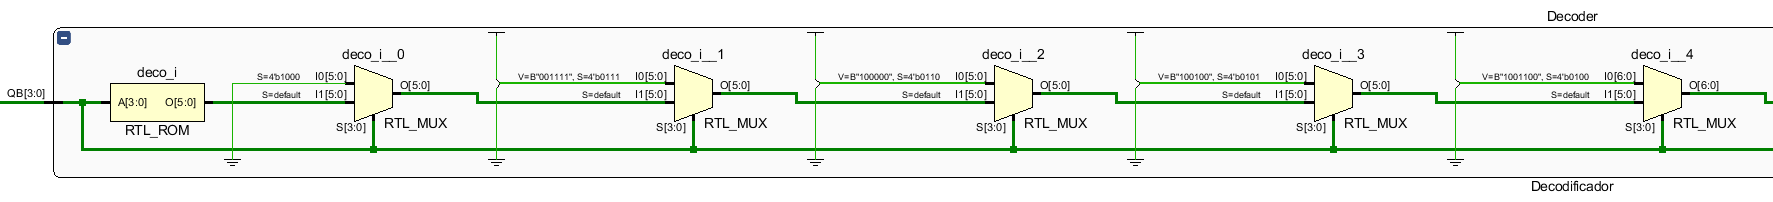 Decoder
deco_i__0
deco_i__1
deco_i__2
deco_i__3
deco_i__4
deco_i
S=4'b1000 I0[5:0]
V=B"001111", S=4'b0111 I0[5:0]
V=B"100000", S=4'b0110 I0[5:0]
V=B"100100", S=4'b0101 I0[5:0]
V=B"1001100", S=4'b0100 I0[6:0]
O[5:0]
O[5:0]
O[5:0]
O[5:0]
O[6:0]
QB[3:0]
A[3:0] O[5:0]
S=default I1[5:0]
S=default I1[5:0]
S=default I1[5:0]
S=default I1[5:0]
S=default I1[5:0]
RTL_ROM
S[3:0] RTL_MUX
S[3:0] RTL_MUX
S[3:0] RTL_MUX
S[3:0] RTL_MUX
S[3:0] RTL_MUX
Decodificador